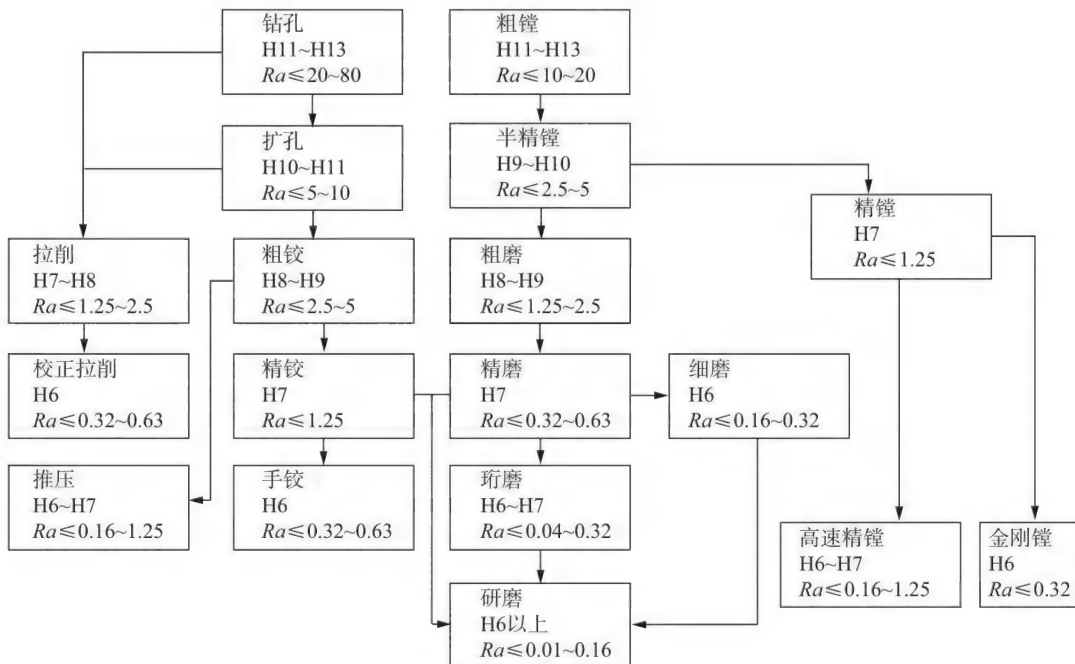 钻孔
H11~H13
Ra≤20~80
粗镗
H11~H13
Ra≤10~20
扩孔
H10~H11
Ra≤5~10
半精镗
H9~H10
Ra≤2.5~5
精镗
H7
Ra≤1.25
拉削
H7~H8
Ra≤1.25~2.5
粗铰
H8~H9
Ra≤2.5~5
粗磨
H8~H9
Ra≤1.25~2.5
校正拉削
H6
Ra≤0.32~0.63
精铰
H7
Ra≤1.25
精磨
H7
Ra≤0.32~0.63
细磨
H6
Ra≤0.16~0.32
推压
H6~H7
Ra≤0.16~1.25
手铰
H6
Ra≤0.32~0.63
珩磨
H6~H7
Ra≤0.04~0.32
高速精镗
H6~H7
Ra≤0.16~1.25
金刚镗
H6
Ra≤0.32
研磨
H6以上
Ra≤0.01~0.16